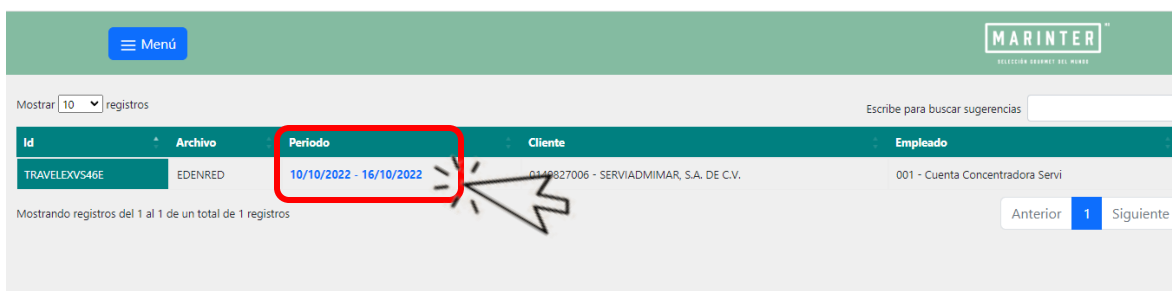 Menú
MARINTER
SELECCIÓN GOURMET DEL MUNDO
Mostrar 10 registros
Escribe para buscar sugerencias
Id Archivo Periodo Cliente Empleado
TRAVELEXVS46E EDENRED 10/10/2022 - 16/10/2022 0149827006 - SERVIADMIMAR, S.A. DE C.V. 001 - Cuenta Concentradora Servi
Mostrando registros del 1 al 1 de un total de 1 registros
Anterior 1 Siguiente